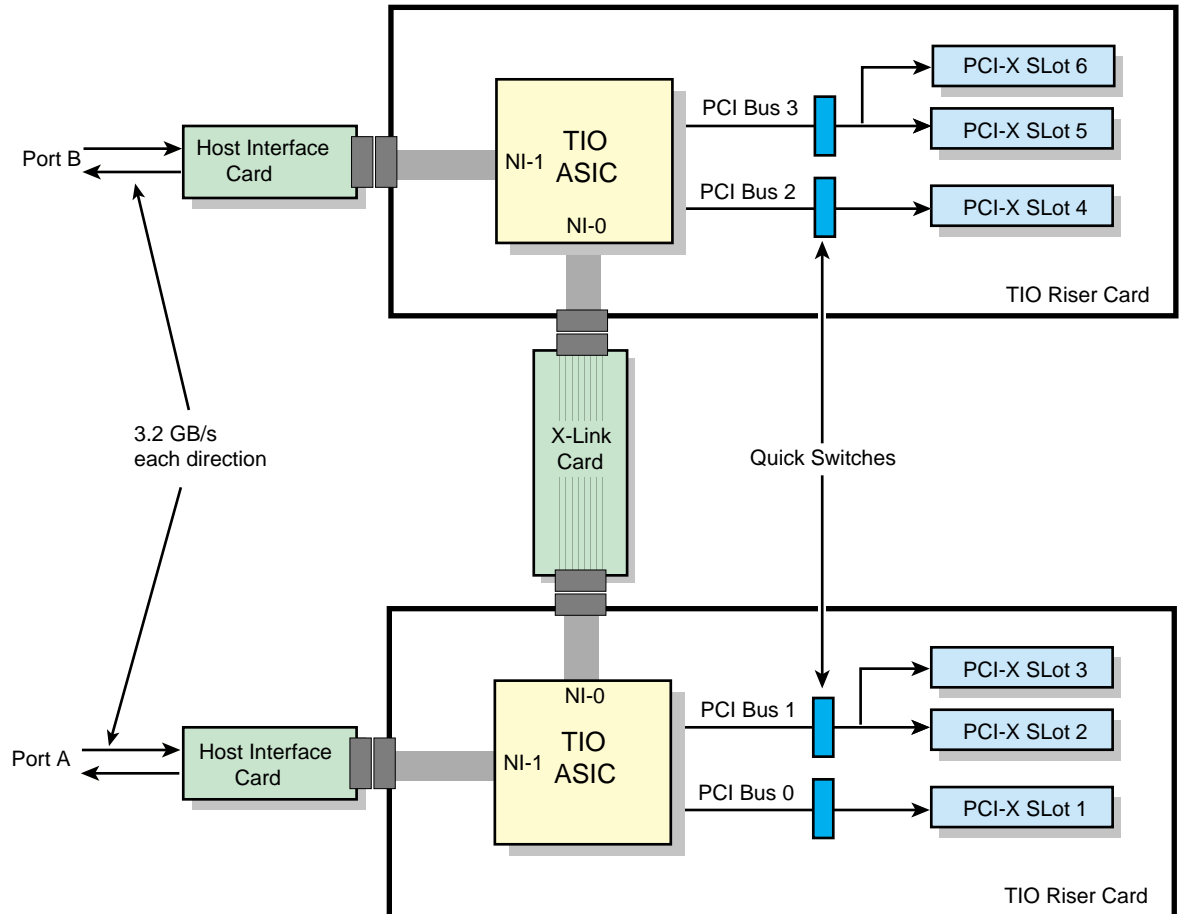 PCI-X SLot 6
PCI Bus 3
PCI-X SLot 5
Port B
Host Interface
Card
NI-1
TIO
ASIC
NI-0
PCI Bus 2
PCI-X SLot 4
TIO Riser Card
3.2 GB/s
each direction
X-Link
Card
Quick Switches
PCI-X SLot 3
NI-0
PCI Bus 1
PCI-X SLot 2
Port A
Host Interface
Card
NI-1
TIO
ASIC
PCI Bus 0
PCI-X SLot 1
TIO Riser Card